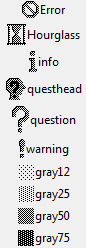 Error
Hourglass
info
questhead
question
warning
gray12
gray25
gray50
gray75